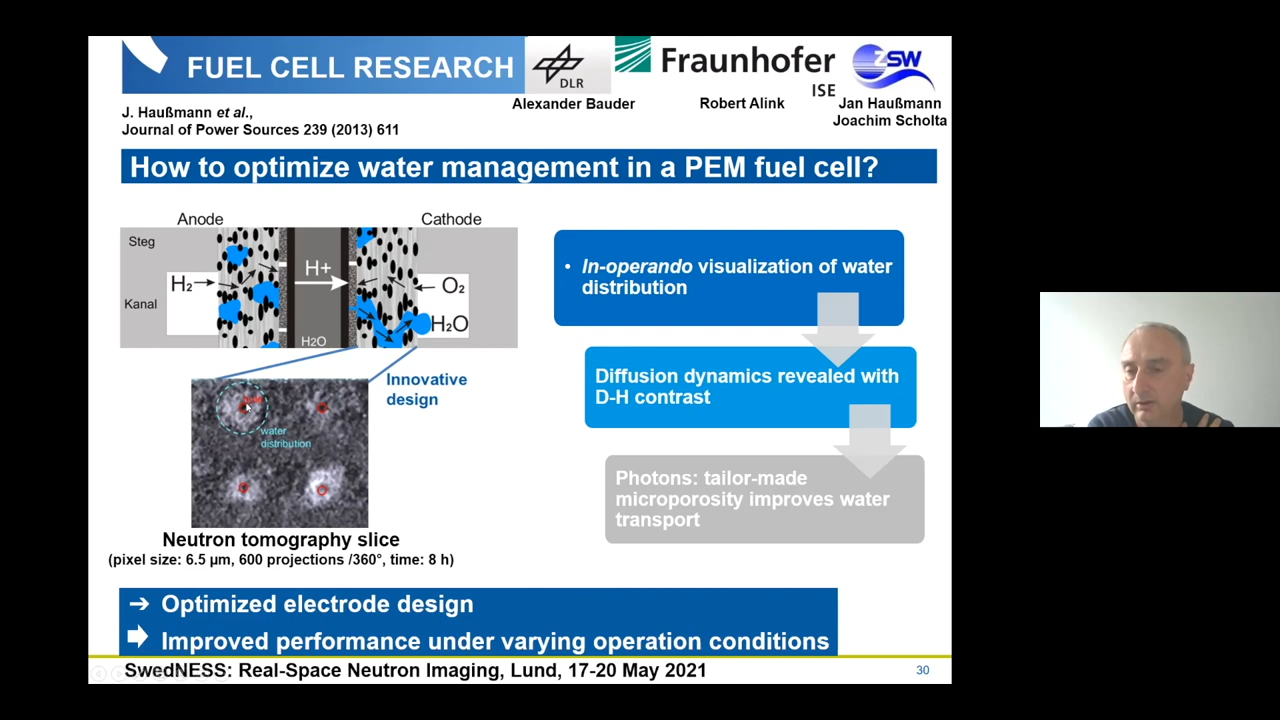 FUEL CELL RESEARCH
DLR
Fraunhofer
ISE
ZSW
Alexander Bauder
Robert Alink
Jan Haußmann
Joachim Scholta
J. Haußmann et al.,
Journal of Power Sources 239 (2013) 611
How to optimize water management in a PEM fuel cell?
Anode
Cathode
Steg
Kanal
H₂
H+
O₂
H₂O
H2O
Innovative
design
water
distribution
Neutron tomography slice
(pixel size: 6.5 µm, 600 projections /360°, time: 8 h)
• In-operando visualization of water
distribution
Diffusion dynamics revealed with
D-H contrast
Photons: tailor-made
microporosity improves water
transport
➔ Optimized electrode design
➔ Improved performance under varying operation conditions
SwedNESS: Real-Space Neutron Imaging, Lund, 17-20 May 2021
30